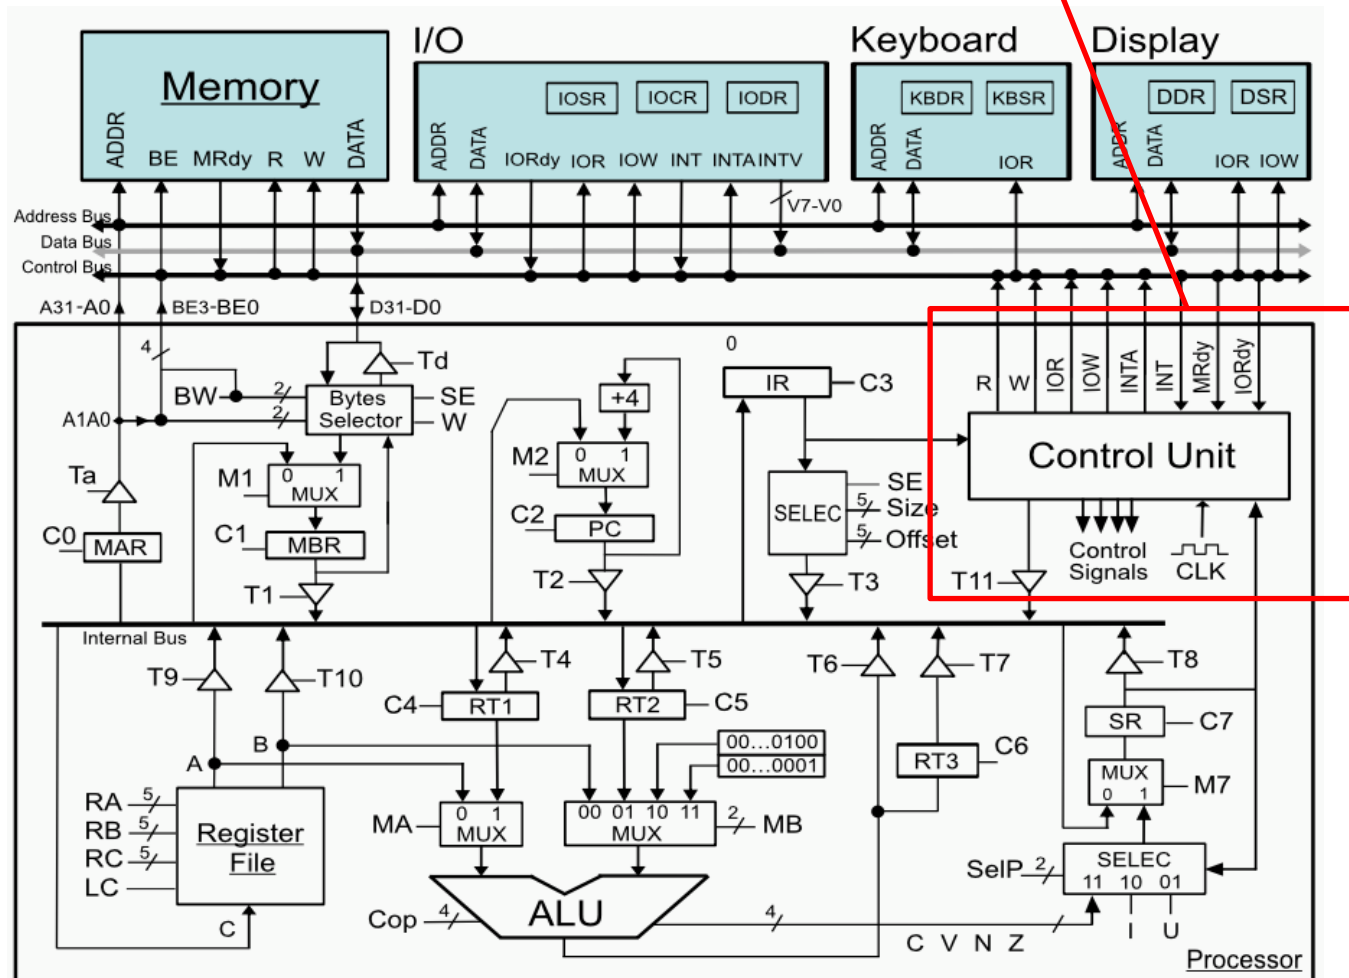 I/O
Keyboard
Display
Memory
IOSR
IOCR
IODR
KBDR
KBSR
DDR
DSR
ADDR
BE
MRdy
R
W
DATA
ADDR
DATA
IORdy
IOR
IOW
INT
INTA
INTV
ADDR
DATA
IOR
ADDR
DATA
IOR
IOW
V7-V0
Address Bus
Data Bus
Control Bus
A31-A0
BE3-BE0
D31-D0
4
Td
BW
2
Bytes
Selector
SE
W
A1A0
2
Ta
M1
0 1
MUX
C0
MAR
C1
MBR
T1
+4
M2
0 1
MUX
C2
PC
T2
0
IR
C3
SELEC
SE
5
Size
5
Offset
T3
R
W
IOR
IOW
INTA
INT
MRdy
IORdy
Control Unit
Control
Signals
CLK
T11
Internal Bus
T9
T10
T4
T5
T6
T7
T8
C4
RT1
RT2
C5
C6
RT3
SR
C7
B
A
00...0100
00...0001
MUX
0 1
M7
RA
5
RB
5
RC
5
LC
Register
File
C
MA
0 1
MUX
00 01 10 11
MUX
2
MB
SelP
2
SELEC
11 10 01
I
U
Cop
4
ALU
4
C V N Z
Processor